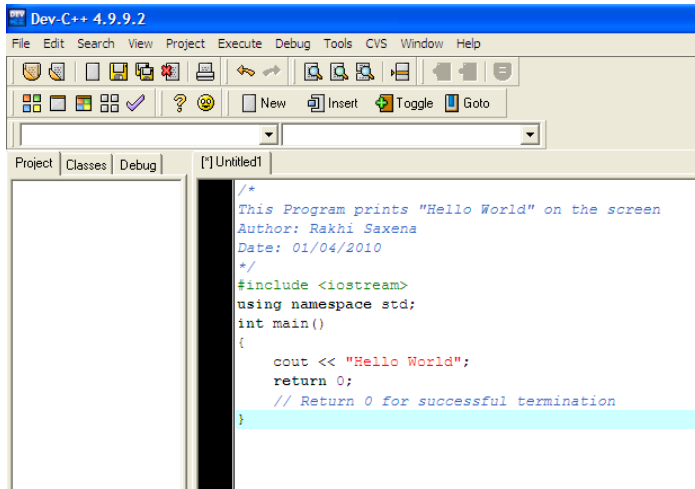 Dev-C++ 4.9.9.2
File Edit Search View Project Execute Debug Tools CVS Window Help
New Insert Toggle Goto
Project Classes Debug [*] Untitled1
/*
This Program prints "Hello World" on the screen
Author: Rakhi Saxena
Date: 01/04/2010
*/
#include <iostream>
using namespace std;
int main()
{
    cout << "Hello World";
    return 0;
    // Return 0 for successful termination
}